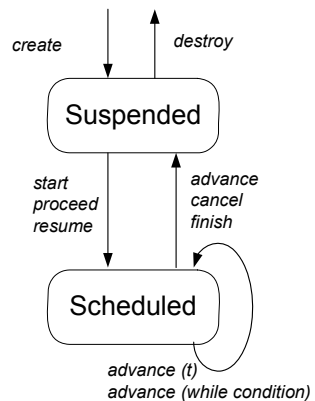 create
destroy
Suspended
start
proceed
resume
advance
cancel
finish
Scheduled
advance (t)
advance (while condition)